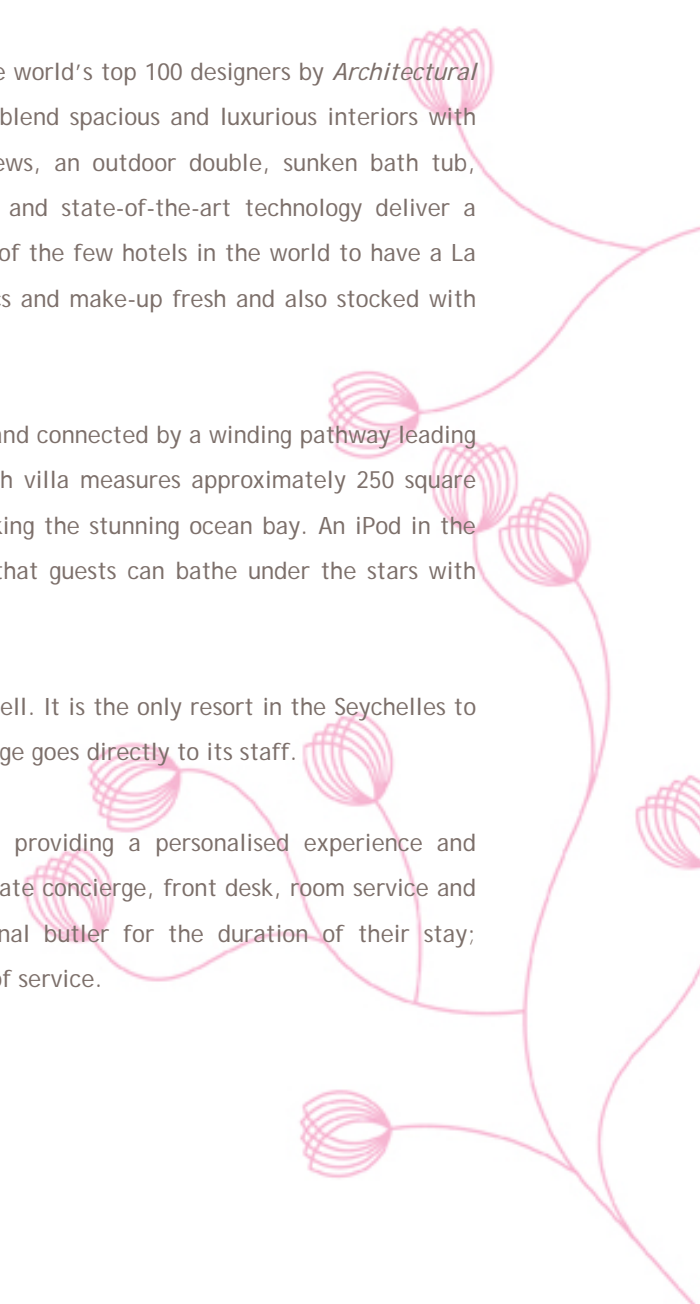 e world's top 100 designers by Architectural
blend spacious and luxurious interiors with
ews, an outdoor double, sunken bath tub,
and state-of-the-art technology deliver a
of the few hotels in the world to have a La
cs and make-up fresh and also stocked with
and connected by a winding pathway leading
h villa measures approximately 250 square
king the stunning ocean bay. An iPod in the
that guests can bathe under the stars with
ell. It is the only resort in the Seychelles to
ge goes directly to its staff.
providing a personalised experience and
ate concierge, front desk, room service and
nal butler for the duration of their stay;
of service.